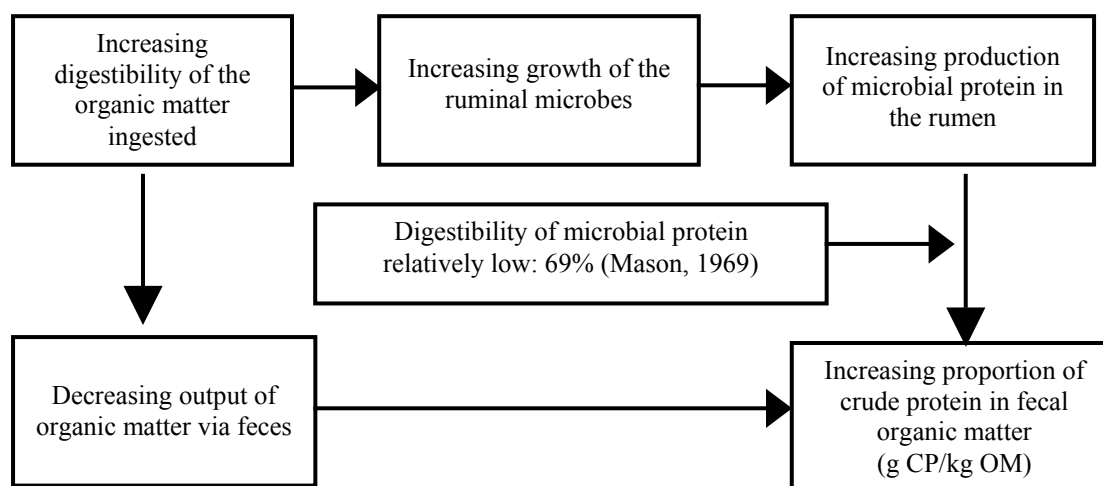 Increasing
digestibility of the
organic matter
ingested
Increasing growth of the
ruminal microbes
Increasing production
of microbial protein in
the rumen
Digestibility of microbial protein
relatively low: 69% (Mason, 1969)
Decreasing output of
organic matter via feces
Increasing proportion of
crude protein in fecal
organic matter
(g CP/kg OM)